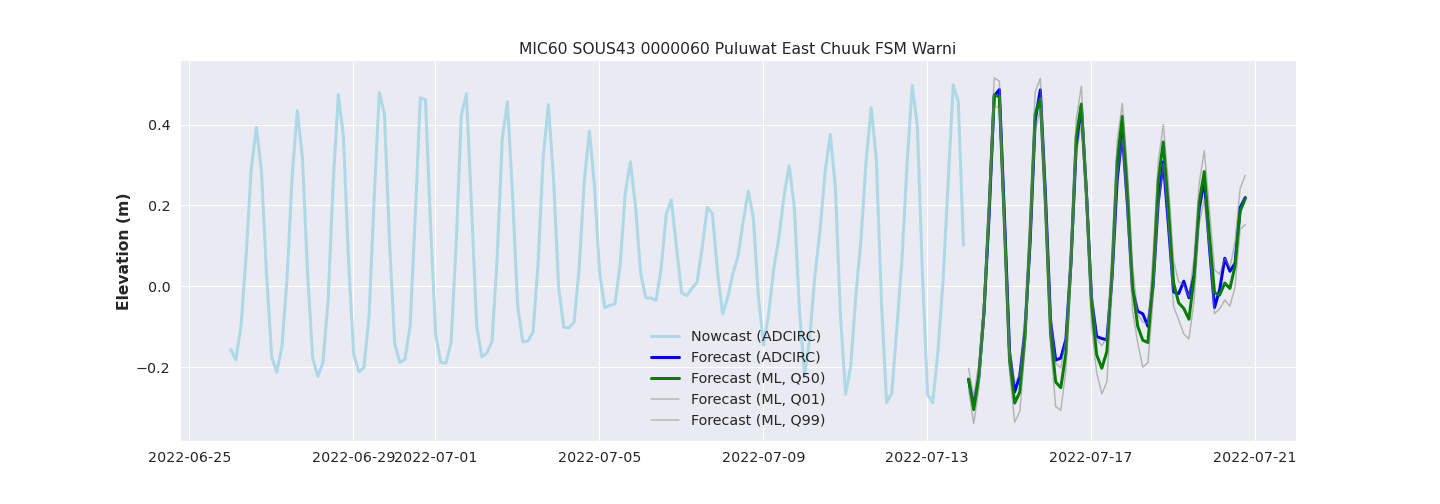 MIC60 SOUS43 0000060 Puluwat East Chuuk FSM Warni
Elevation (m)
0.4
0.2
0.0
−0.2
Nowcast (ADCIRC)
Forecast (ADCIRC)
Forecast (ML, Q50)
Forecast (ML, Q01)
Forecast (ML, Q99)
2022-06-25 2022-06-29 2022-07-01 2022-07-05 2022-07-09 2022-07-13 2022-07-17 2022-07-21